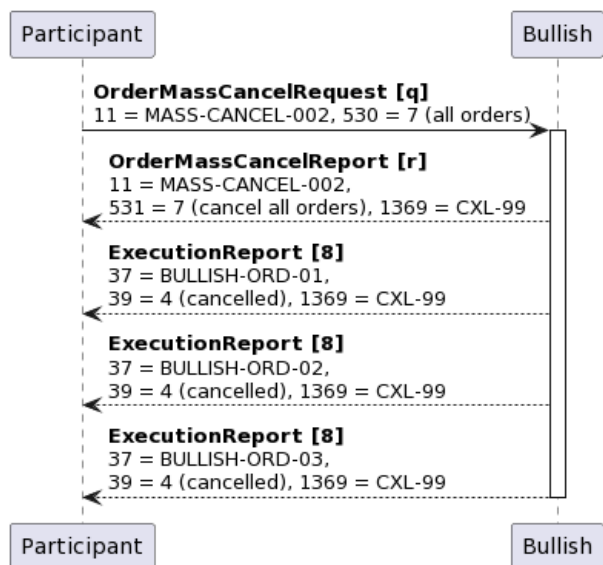 Participant
Bullish
OrderMassCancelRequest [q]
11 = MASS-CANCEL-002, 530 = 7 (all orders)
OrderMassCancelReport [r]
11 = MASS-CANCEL-002,
531 = 7 (cancel all orders), 1369 = CXL-99
ExecutionReport [8]
37 = BULLISH-ORD-01,
39 = 4 (cancelled), 1369 = CXL-99
ExecutionReport [8]
37 = BULLISH-ORD-02,
39 = 4 (cancelled), 1369 = CXL-99
ExecutionReport [8]
37 = BULLISH-ORD-03,
39 = 4 (cancelled), 1369 = CXL-99
Participant
Bullish